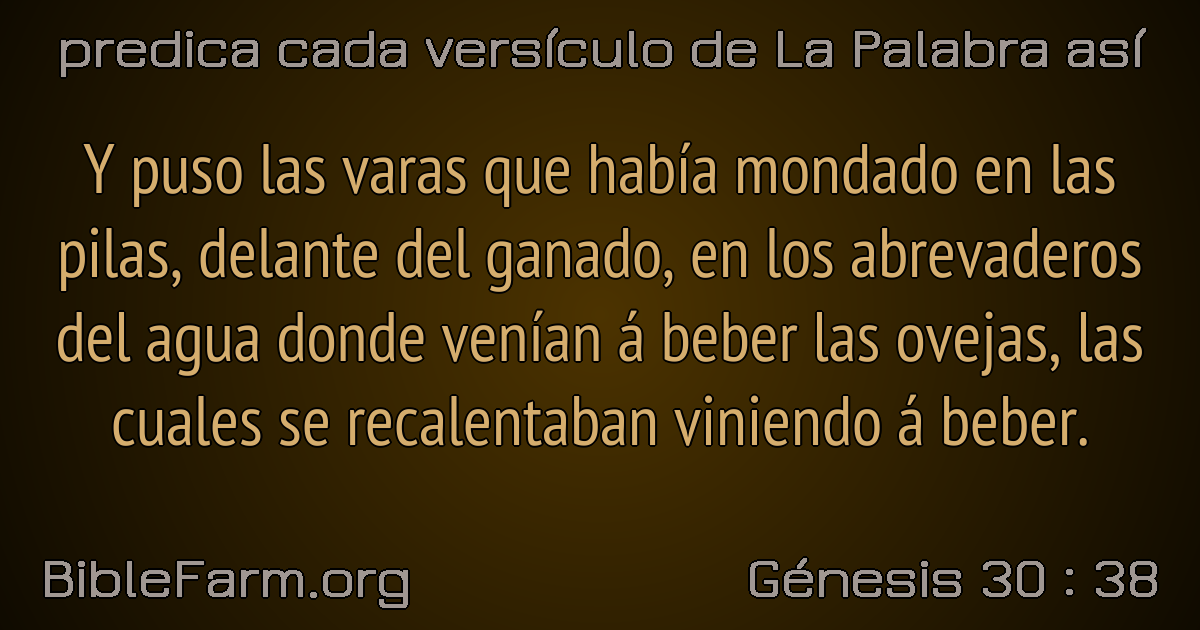 predica cada versículo de La Palabra así
Y puso las varas que había mondado en las
pilas, delante del ganado, en los abrevaderos
del agua donde venían á beber las ovejas, las
cuales se recalentaban viniendo á beber.
BibleFarm.org
Génesis 30 : 38